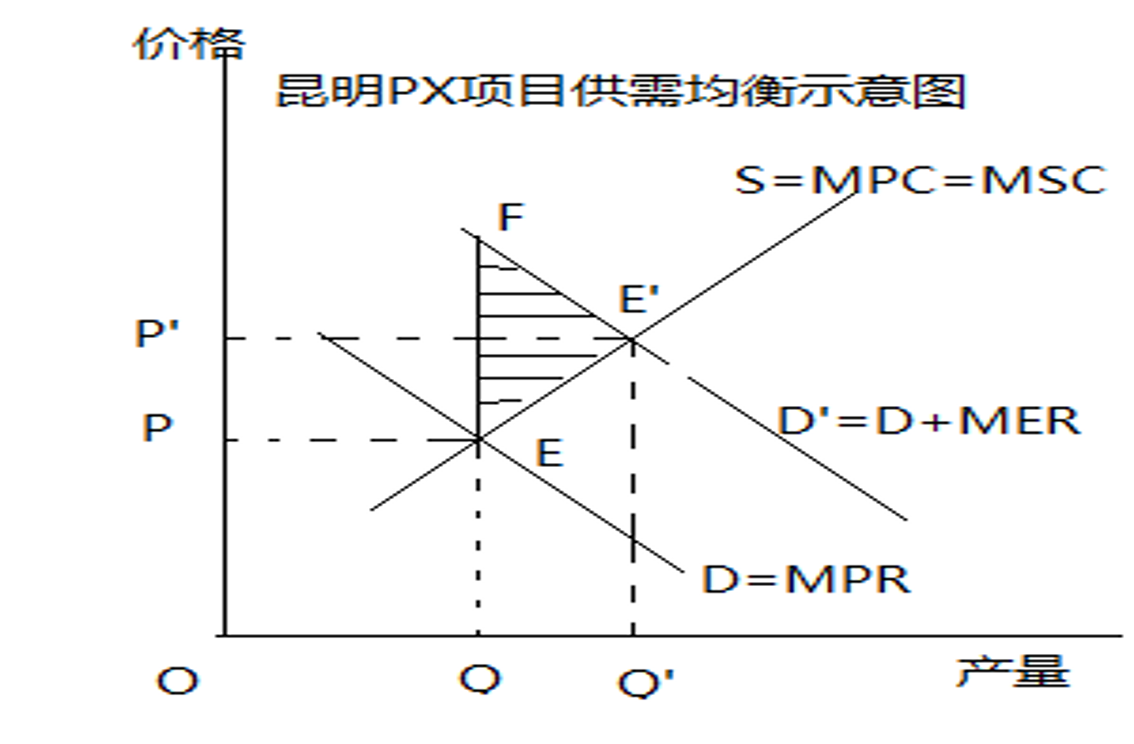 价格
昆明PX项目供需均衡示意图
S=MPC=MSC
F
E'
P'
P
D'=D+MER
E
D=MPR
O
Q
Q'
产量